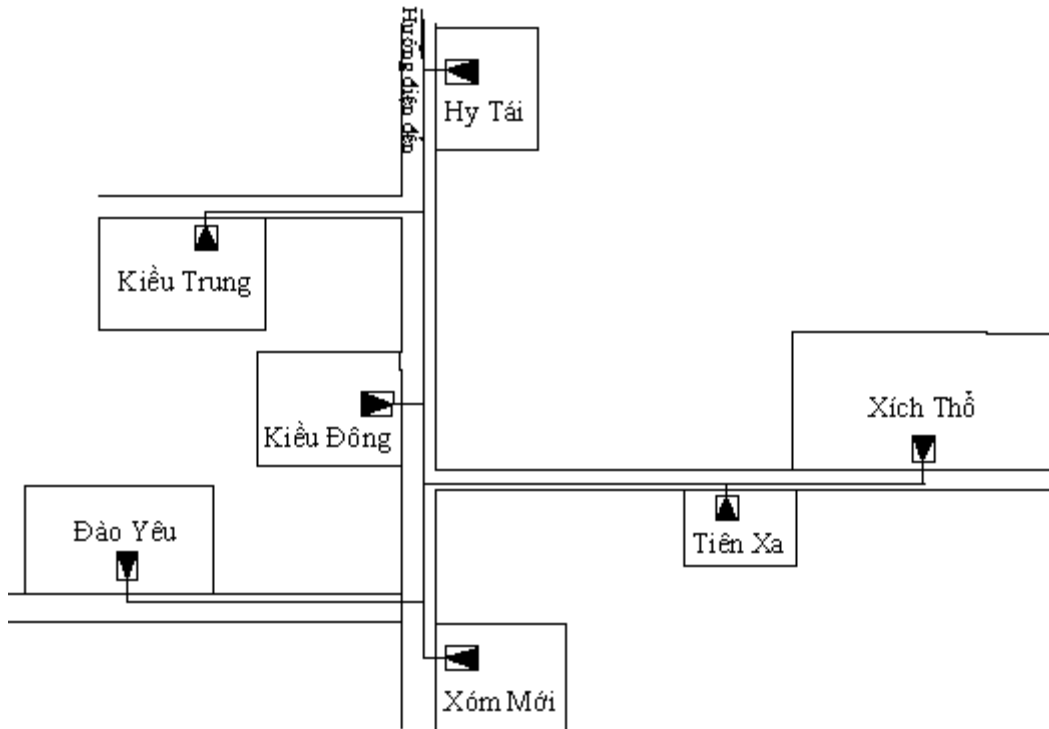 Hướng điện đến
Hy Tái
Kiều Trung
Xích Thổ
Kiều Đông
Đào Yêu
Tiên Xa
Xóm Mới